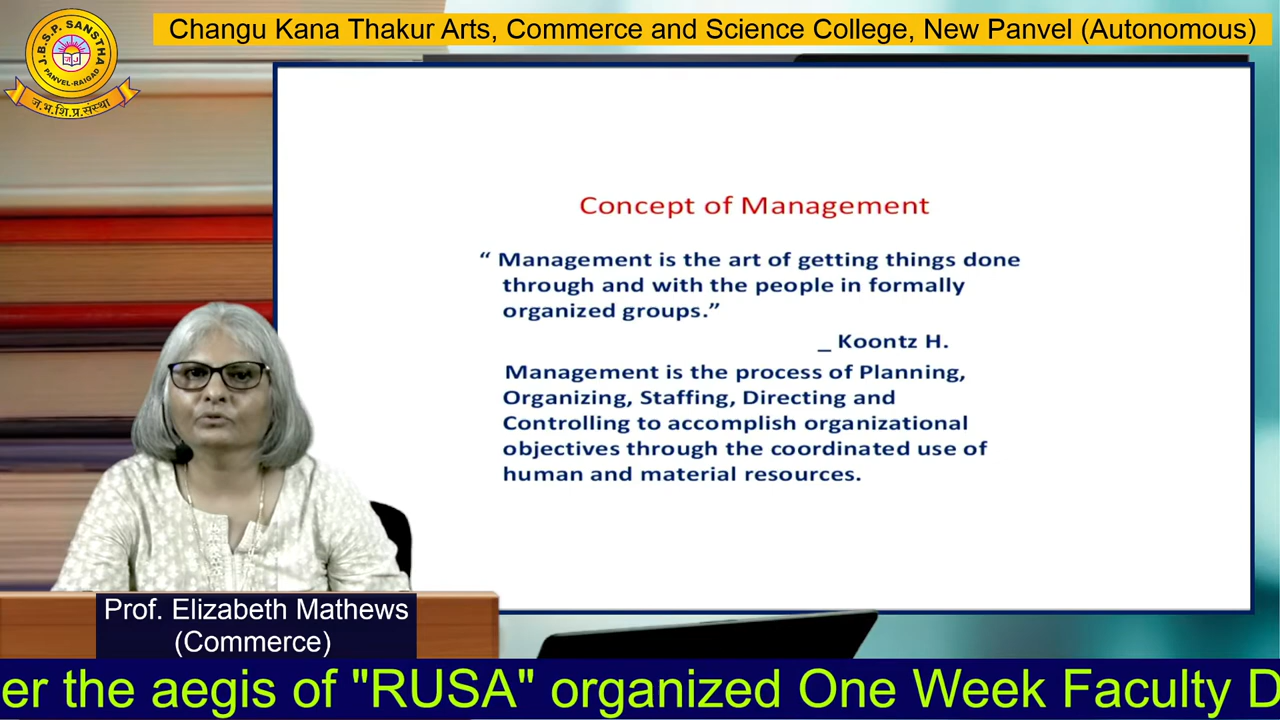 J.B.S.P. SANSTHA
PANVEL-RAIGAD
ज.भ.शि.प्र.संस्था
Changu Kana Thakur Arts, Commerce and Science College, New Panvel (Autonomous)
Concept of Management
“ Management is the art of getting things done
through and with the people in formally
organized groups.”
_ Koontz H.
Management is the process of Planning,
Organizing, Staffing, Directing and
Controlling to accomplish organizational
objectives through the coordinated use of
human and material resources.
Prof. Elizabeth Mathews
(Commerce)
er the aegis of "RUSA" organized One Week Faculty D